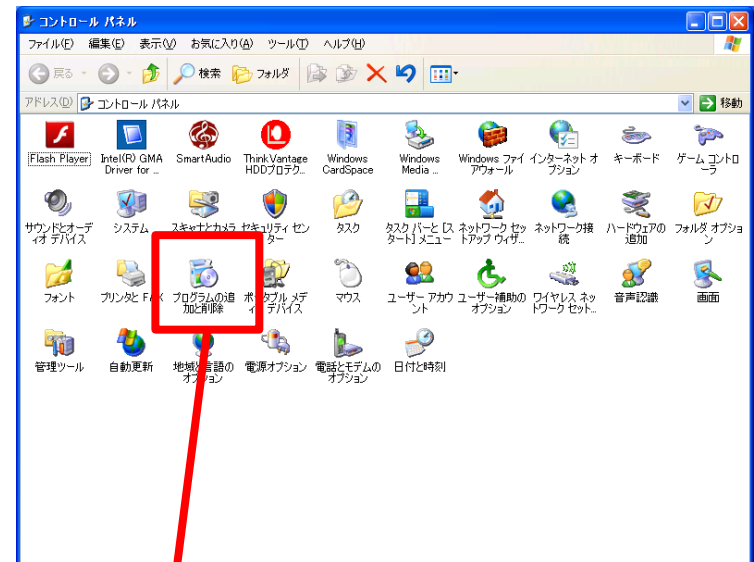 コントロール パネル
ファイル(F) 編集(E) 表示(V) お気に入り(A) ツール(T) ヘルプ(H)
戻る 検索 フォルダ
アドレス(D) コントロール パネル 移動
Flash Player
Intel(R) GMA
Driver for ...
SmartAudio
ThinkVantage
HDDプロテク...
Windows
CardSpace
Windows
Media ...
Windows ファイ
アウォール
インターネット オ
プション
キーボード
ゲーム コントロ
ーラ
サウンドとオーデ
ィオ デバイス
システム
スキャナとカメラ
セキュリティ セン
ター
タスク
タスク バーと [ス
タート] メニュー
ネットワーク セッ
トアップ ウィザ...
ネットワーク接
続
ハードウェアの
追加
フォルダ オプショ
ン
フォント
プリンタと FAX
プログラムの追
加と削除
ポータブル メデ
ィア デバイス
マウス
ユーザー アカウ
ント
ユーザー補助の
オプション
ワイヤレス ネッ
トワーク セット...
音声認識
画面
管理ツール
自動更新
地域と言語の
オプション
電源オプション
電話とモデムの
オプション
日付と時刻